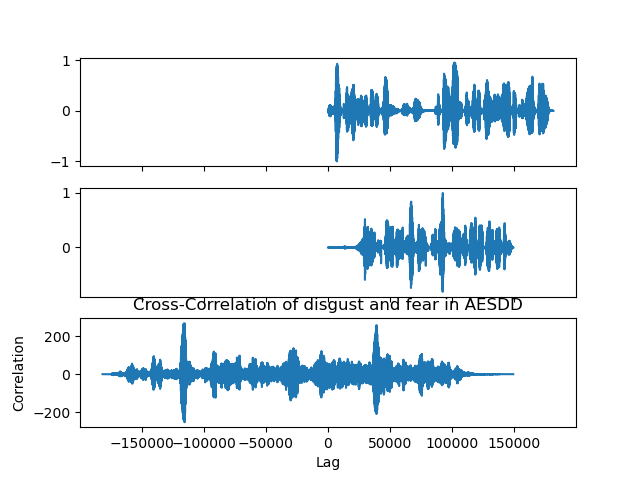 1
0
−1
1
0
Cross-Correlation of disgust and fear in AESDD
200
0
−200
Correlation
−150000 −100000 −50000 0 50000 100000 150000
Lag